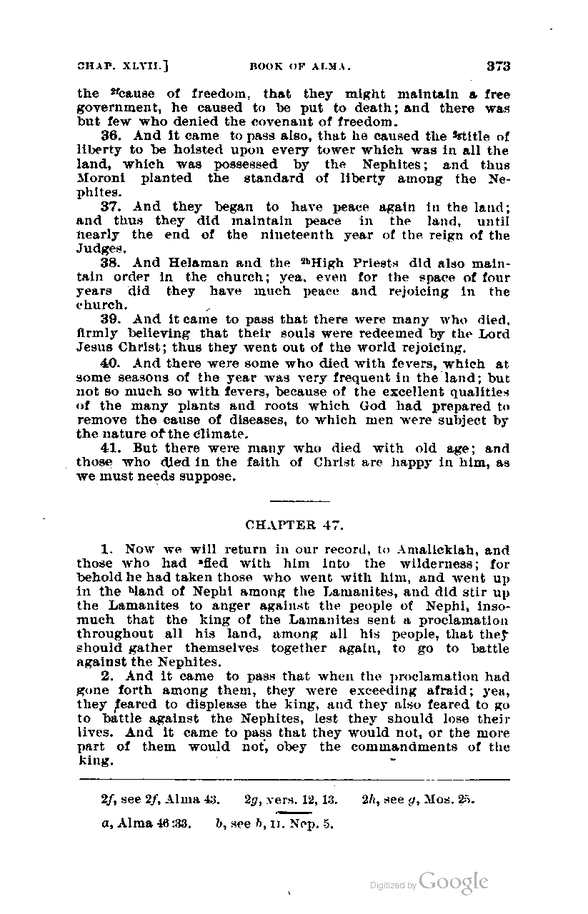 CHAP. XLVII.] BOOK OF ALMA. 373
the 2fcause of freedom, that they might maintain a free
government, he caused to be put to death; and there was
but few who denied the covenant of freedom.
36. And it came to pass also, that he caused the 2gtitle of
liberty to be hoisted upon every tower which was in all the
land, which was possessed by the Nephites; and thus
Moroni planted the standard of liberty among the Ne-
phites.
37. And they began to have peace again in the land;
and thus they did maintain peace in the land, until
nearly the end of the nineteenth year of the reign of the
Judges.
38. And Helaman and the 2hHigh Priests did also main-
tain order in the church; yea, even for the space of four
years did they have much peace and rejoicing in the
church.
39. And it came to pass that there were many who died,
firmly believing that their souls were redeemed by the Lord
Jesus Christ; thus they went out of the world rejoicing.
40. And there were some who died with fevers, which at
some seasons of the year was very frequent in the land; but
not so much so with fevers, because of the excellent qualities
of the many plants and roots which God had prepared to
remove the cause of diseases, to which men were subject by
the nature of the climate.
41. But there were many who died with old age; and
those who died in the faith of Christ are happy in him, as
we must needs suppose.
CHAPTER 47.
1. Now we will return in our record, to Amalickiah, and
those who had afled with him into the wilderness; for
behold he had taken those who went with him, and went up
in the bland of Nephi among the Lamanites, and did stir up
the Lamanites to anger against the people of Nephi, inso-
much that the king of the Lamanites sent a proclamation
throughout all his land, among all his people, that they
should gather themselves together again, to go to battle
against the Nephites.
2. And it came to pass that when the proclamation had
gone forth among them, they were exceeding afraid; yea,
they feared to displease the king, and they also feared to go
to battle against the Nephites, lest they should lose their
lives. And it came to pass that they would not, or the more
part of them would not, obey the commandments of the
king.
2f, see 2f, Alma 43. 2g, vers. 12, 13. 2h, see g, Mos. 25.
a, Alma 46:33. b, see b, II. Nep. 5.
Digitized by Google